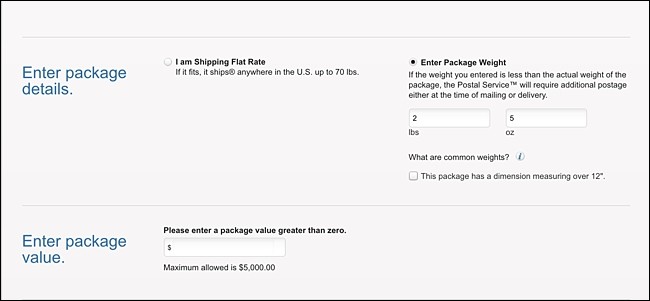 Enter package
details.
I am Shipping Flat Rate
If it fits, it ships® anywhere in the U.S. up to 70 lbs.
Enter Package Weight
If the weight you entered is less than the actual weight of the
package, the Postal Service™ will require additional postage
either at the time of mailing or delivery.
2
5
lbs
oz
What are common weights? i
This package has a dimension measuring over 12".
Enter package
value.
Please enter a package value greater than zero.
$
Maximum allowed is $5,000.00